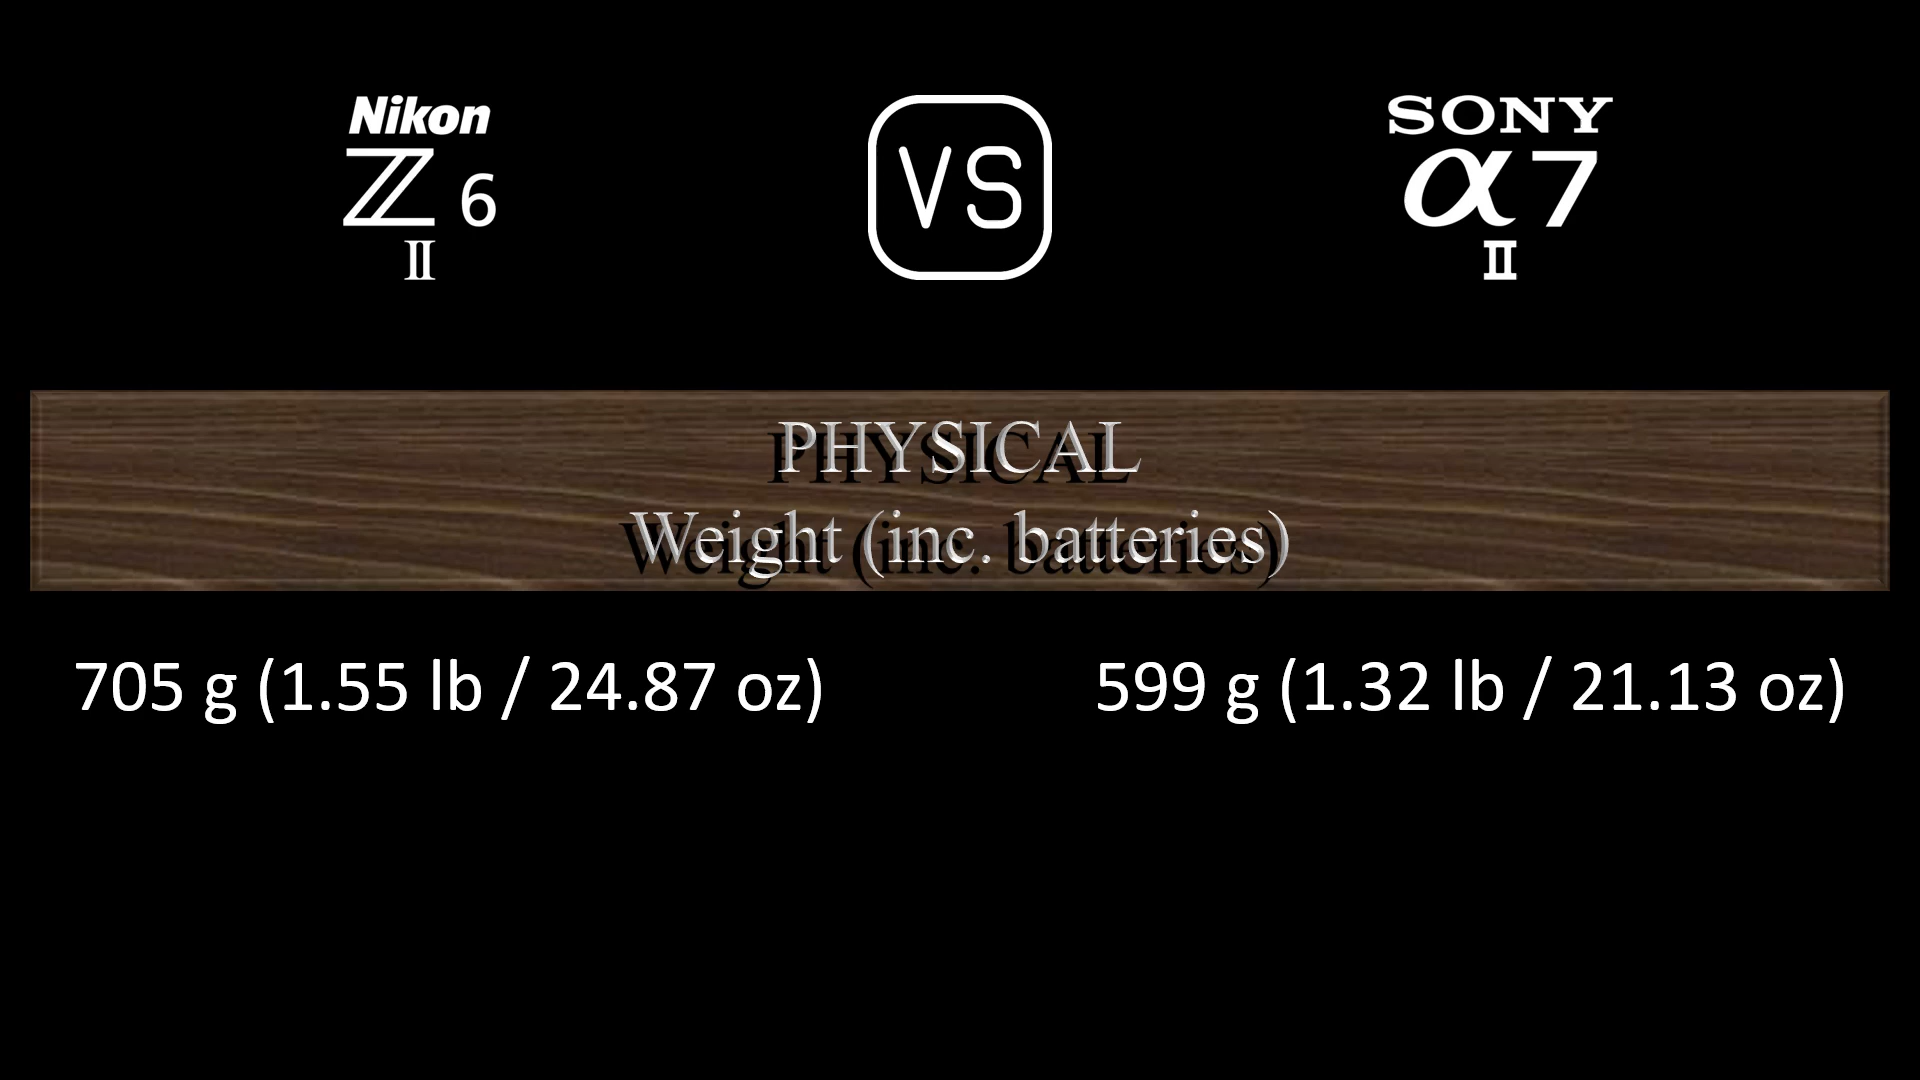 Nikon
Z 6
II
VS
SONY
α7
II
PHYSICAL
Weight (inc. batteries)
705 g (1.55 lb / 24.87 oz)
599 g (1.32 lb / 21.13 oz)